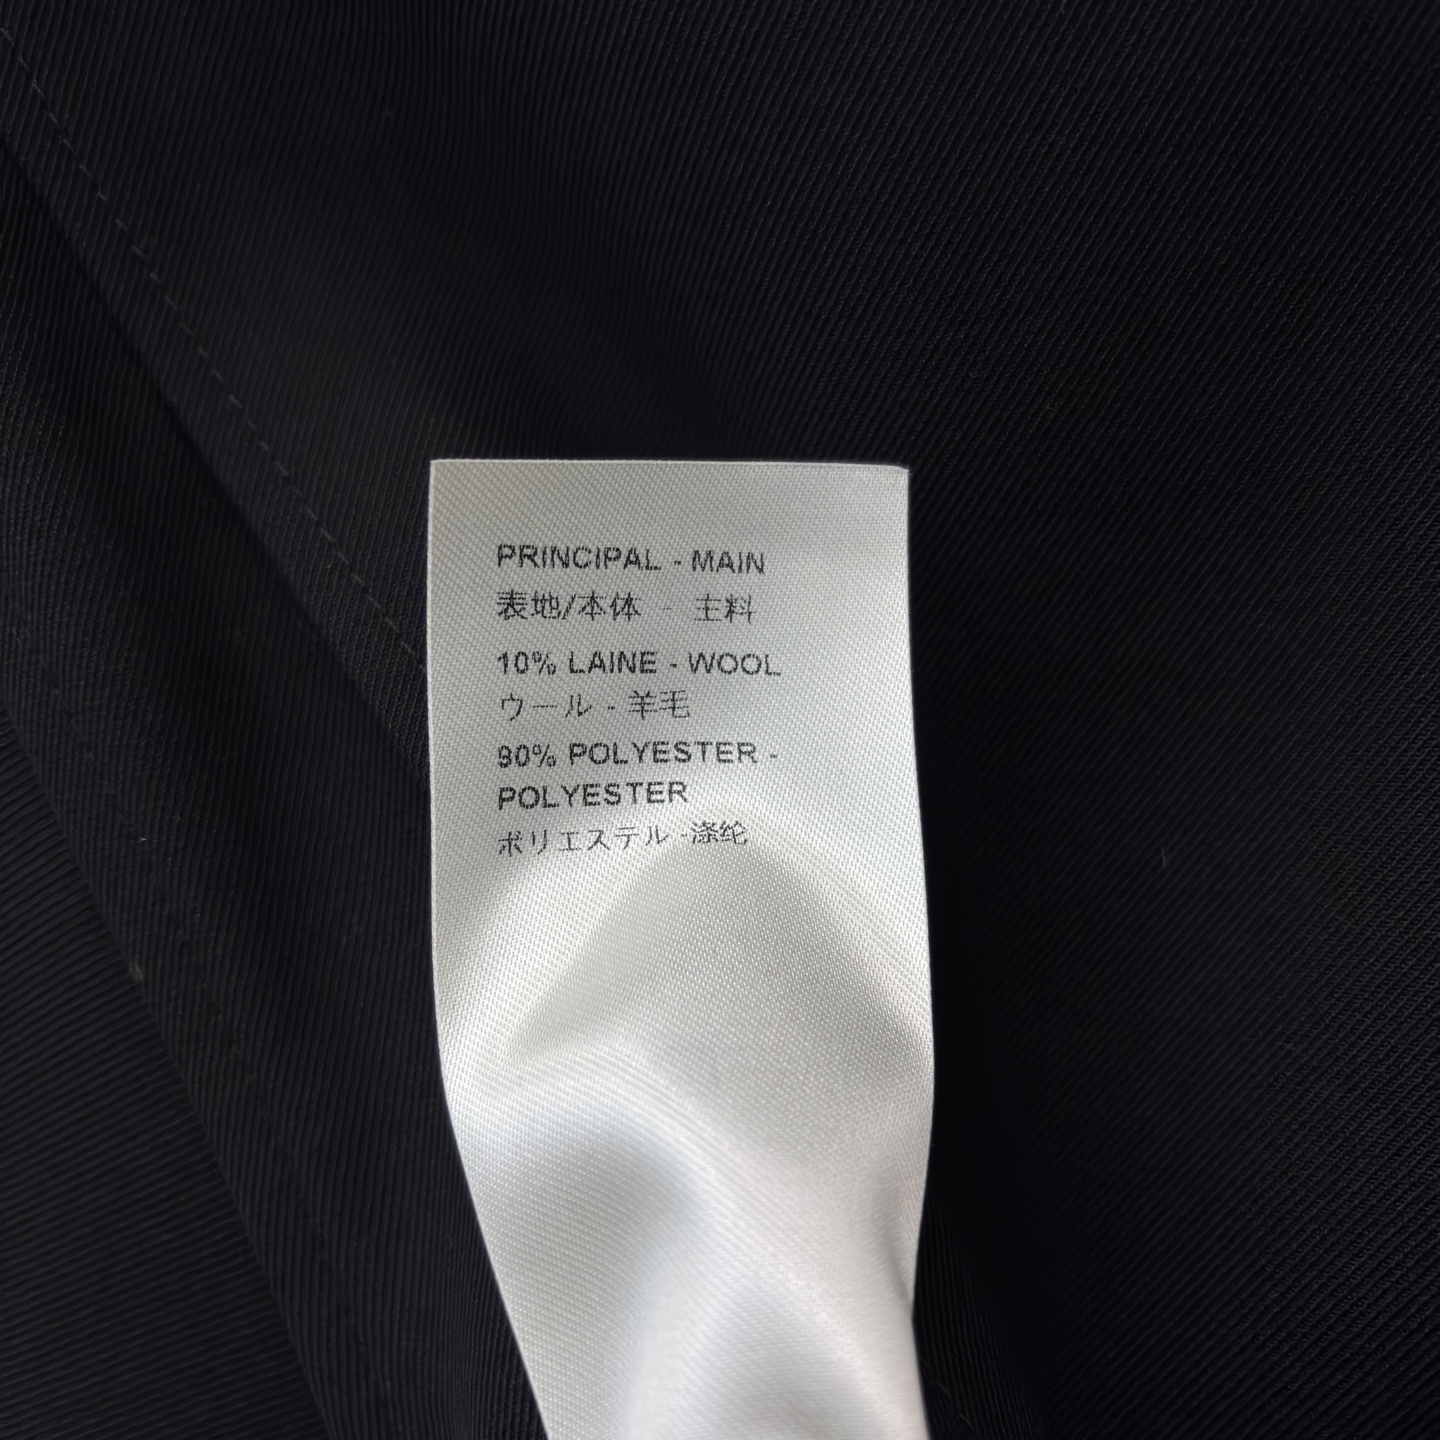 PRINCIPAL - MAIN
表地/本体 - 主料
10% LAINE - WOOL
ウール - 羊毛
90% POLYESTER -
POLYESTER
ポリエステル -涤纶